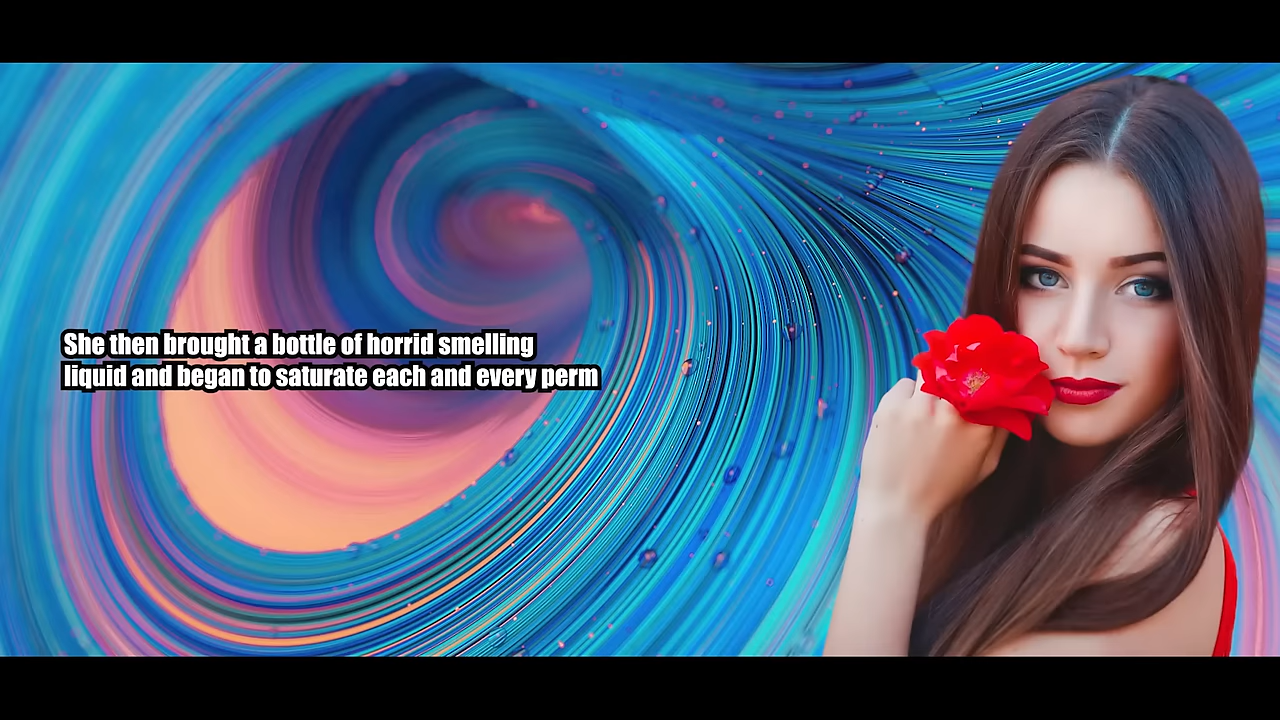 She then brought a bottle of horrid smelling
liquid and began to saturate each and every perm